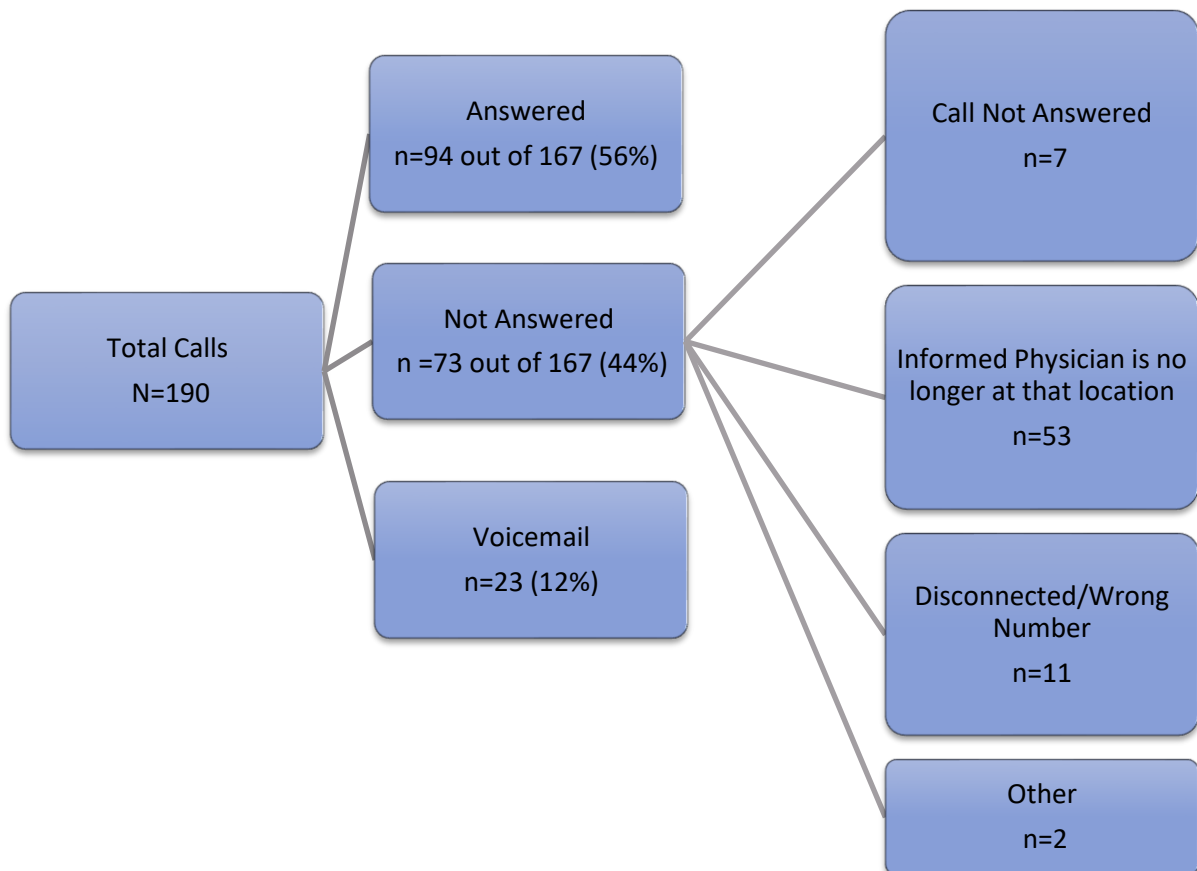 Total Calls
N=190
Answered
n=94 out of 167 (56%)
Not Answered
n =73 out of 167 (44%)
Voicemail
n=23 (12%)
Call Not Answered
n=7
Informed Physician is no
longer at that location
n=53
Disconnected/Wrong
Number
n=11
Other
n=2